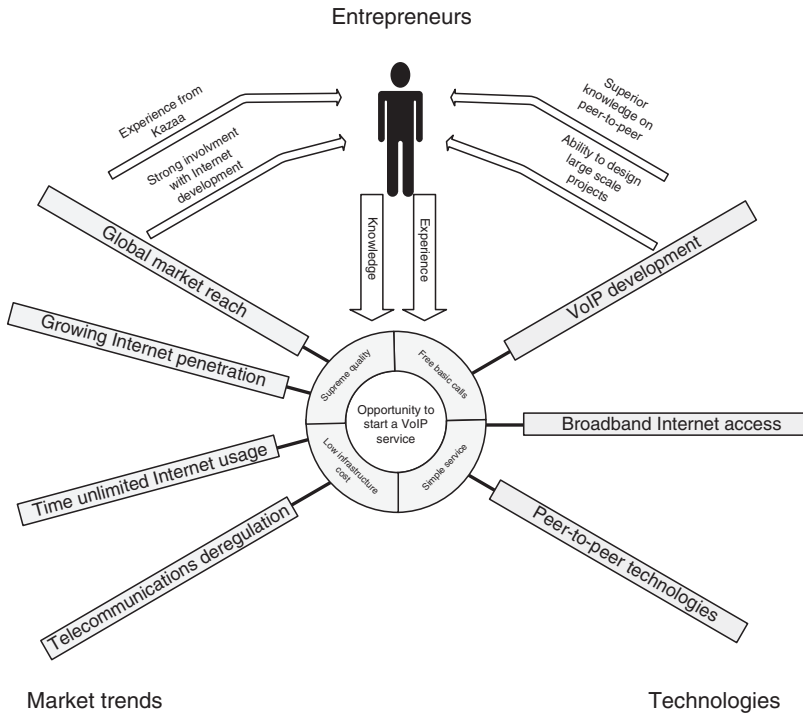 Entrepreneurs
Experience from
Kazaa
Strong involvment
with Internet
development
Superior
knowledge on
peer-to-peer
Ability to design
large scale
projects
Knowledge
Experience
Global market reach
Growing Internet penetration
Time unlimited Internet usage
Telecommunications deregulation
VoIP development
Broadband Internet access
Peer-to-peer technologies
Supreme quality
Free basic calls
Low infrastructure
cost
Simple service
Opportunity to
start a VoIP
service
Market trends
Technologies